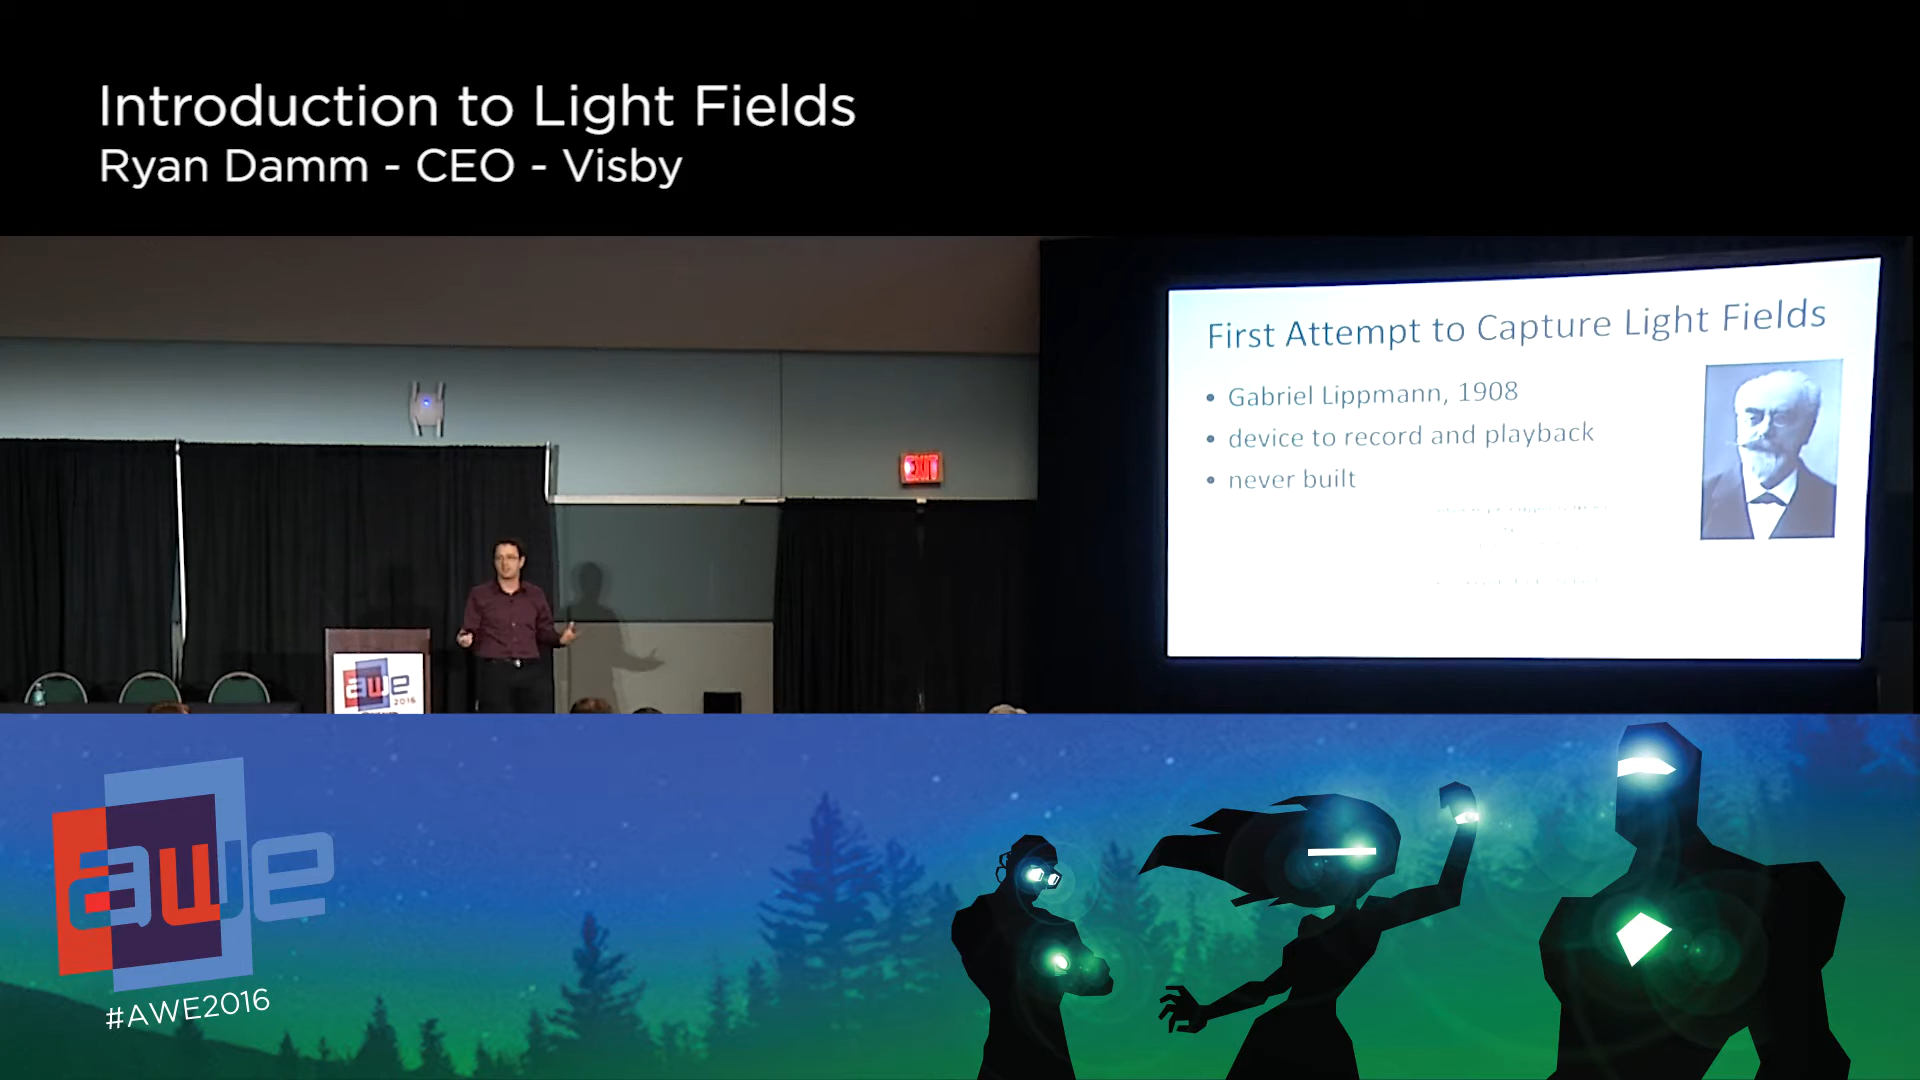 Introduction to Light Fields
Ryan Damm - CEO - Visby
First Attempt to Capture Light Fields
• Gabriel Lippmann, 1908
• device to record and playback
• never built
EXIT
awe
2016
awe
#AWE2016